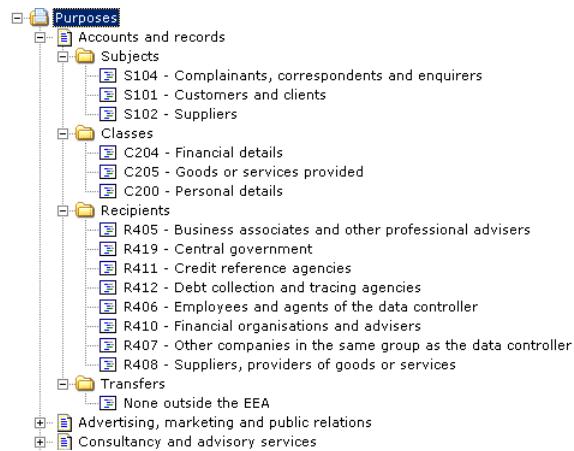 Purposes
Accounts and records
Subjects
S104 - Complainants, correspondents and enquirers
S101 - Customers and clients
S102 - Suppliers
Classes
C204 - Financial details
C205 - Goods or services provided
C200 - Personal details
Recipients
R405 - Business associates and other professional advisers
R419 - Central government
R411 - Credit reference agencies
R412 - Debt collection and tracing agencies
R406 - Employees and agents of the data controller
R410 - Financial organisations and advisers
R407 - Other companies in the same group as the data controller
R408 - Suppliers, providers of goods or services
Transfers
None outside the EEA
Advertising, marketing and public relations
Consultancy and advisory services